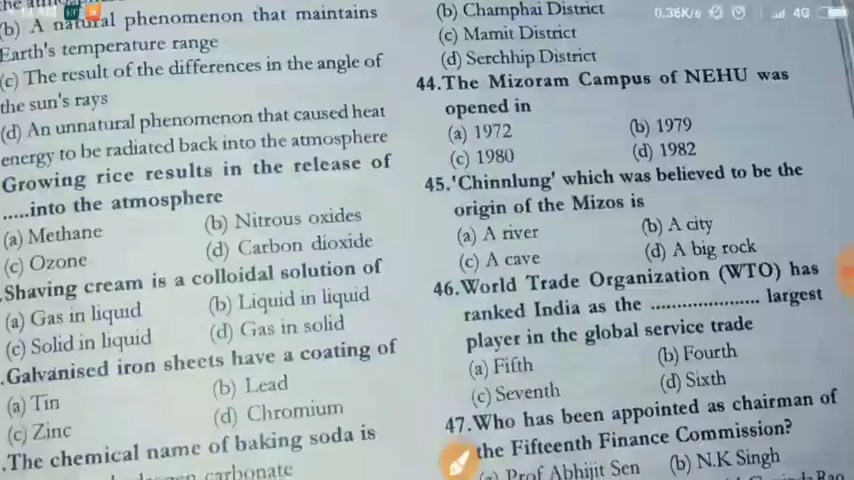 (b) A natural phenomenon that maintains
Earth's temperature range
(c) The result of the differences in the angle of
the sun's rays
(d) An unnatural phenomenon that caused heat
energy to be radiated back into the atmosphere
Growing rice results in the release of
.....into the atmosphere
(a) Methane (b) Nitrous oxides
(c) Ozone (d) Carbon dioxide
.Shaving cream is a colloidal solution of
(a) Gas in liquid (b) Liquid in liquid
(c) Solid in liquid (d) Gas in solid
.Galvanised iron sheets have a coating of
(a) Tin (b) Lead
(c) Zinc (d) Chromium
.The chemical name of baking soda is
carbonate
0.36K/s 4G
(b) Champhai District
(c) Mamit District
(d) Serchhip District
44.The Mizoram Campus of NEHU was
opened in
(a) 1972 (b) 1979
(c) 1980 (d) 1982
45.'Chinnlung' which was believed to be the
origin of the Mizos is
(a) A river (b) A city
(c) A cave (d) A big rock
46.World Trade Organization (WTO) has
ranked India as the .................... largest
player in the global service trade
(a) Fifth (b) Fourth
(c) Seventh (d) Sixth
47.Who has been appointed as chairman of
the Fifteenth Finance Commission?
(a) Prof Abhijit Sen (b) N.K Singh
Rao